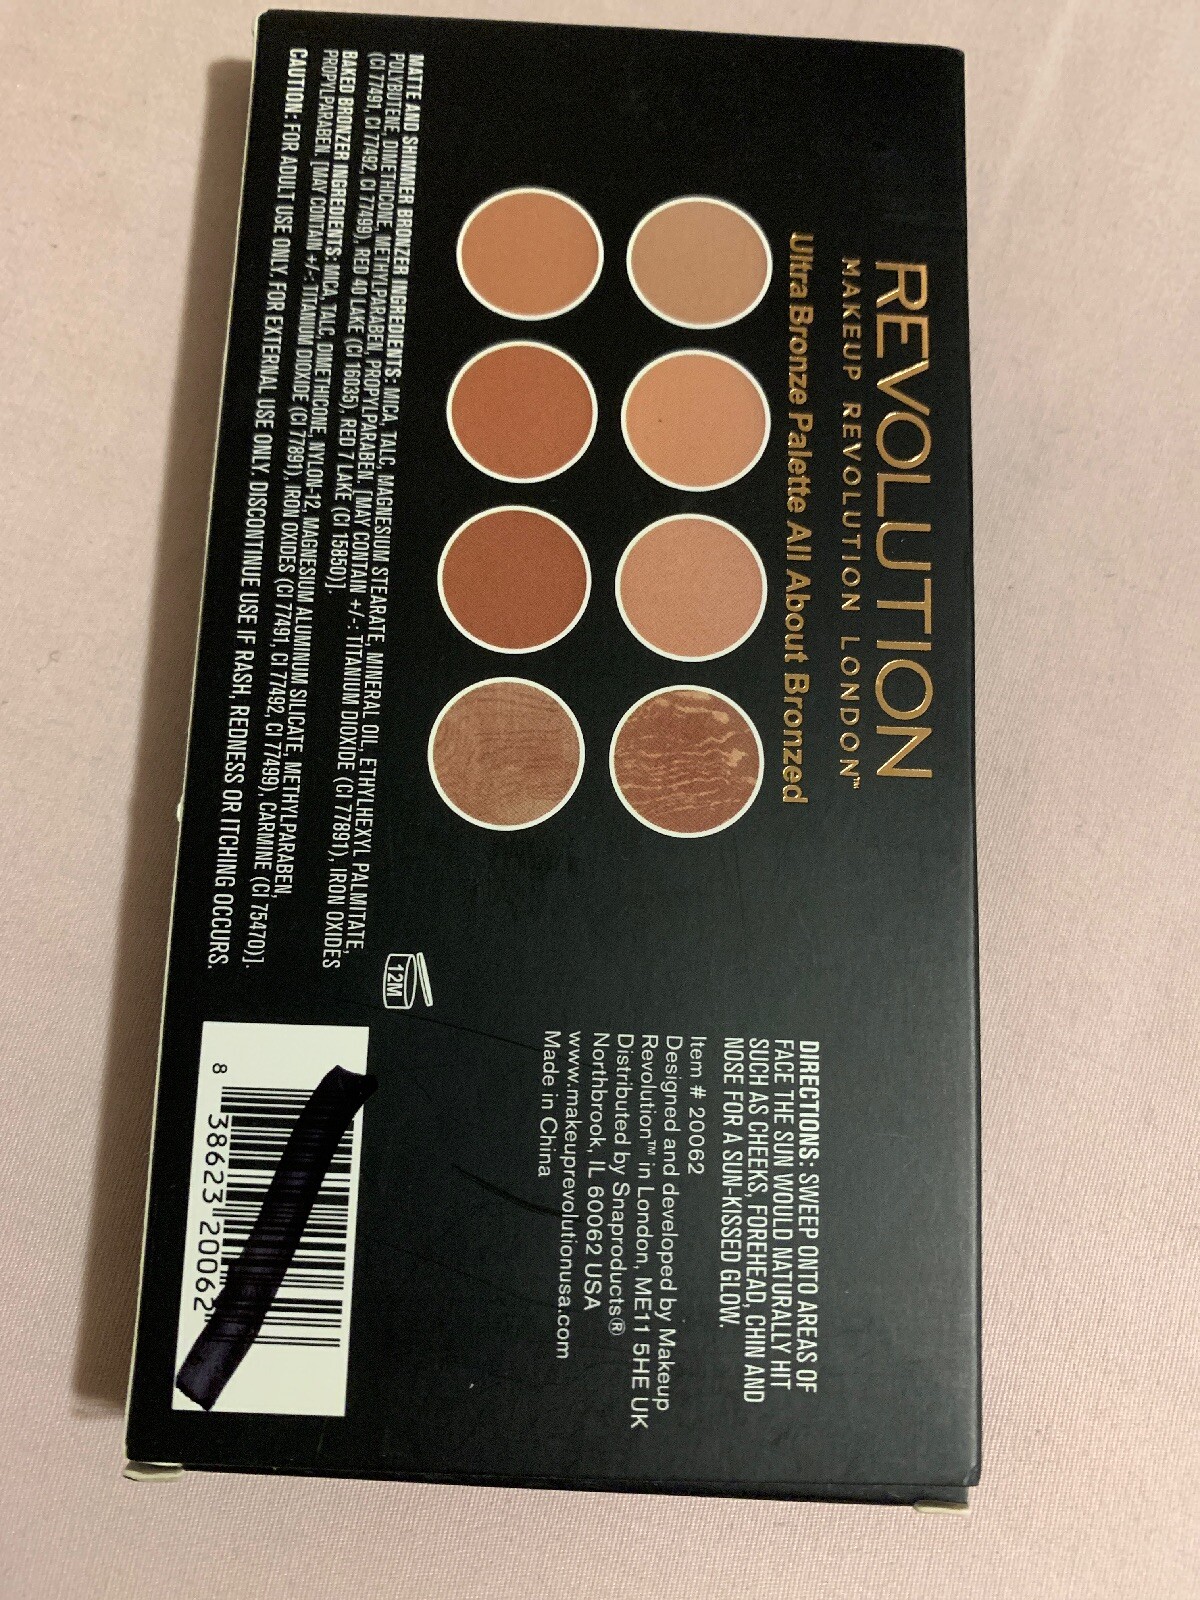 REVOLUTION
MAKEUP REVOLUTION LONDON™
Ultra Bronze Palette All About Bronzed
MATTE AND SHIMMER BRONZER INGREDIENTS: MICA, TALC, MAGNESIUM STEARATE, MINERAL OIL, ETHYLHEXYL PALMITATE,
POLYBUTENE, DIMETHICONE, METHYLPARABEN, PROPYLPARABEN. [MAY CONTAIN +/-: TITANIUM DIOXIDE (CI 77891), IRON OXIDES
(CI 77491, CI 77492, CI 77499), RED 40 LAKE (CI 16035), RED 7 LAKE (CI 15850)].
BAKED BRONZER INGREDIENTS: MICA, TALC, DIMETHICONE, NYLON-12, MAGNESIUM ALUMINUM SILICATE, METHYLPARABEN,
PROPYLPARABEN. [MAY CONTAIN +/-: TITANIUM DIOXIDE (CI 77891), IRON OXIDES (CI 77491, CI 77492, CI 77499), CARMINE (CI 75470)].
CAUTION: FOR ADULT USE ONLY. FOR EXTERNAL USE ONLY. DISCONTINUE USE IF RASH, REDNESS OR ITCHING OCCURS.
12M
DIRECTIONS: SWEEP ONTO AREAS OF
FACE THE SUN WOULD NATURALLY HIT
SUCH AS CHEEKS, FOREHEAD, CHIN AND
NOSE FOR A SUN-KISSED GLOW.
Item # 20062
Designed and developed by Makeup
Revolution™ in London, ME11 5HE UK
Distributed by Snaproducts®
Northbrook, IL 60062 USA
www.makeuprevolutionusa.com
Made in China
8 38623 20062